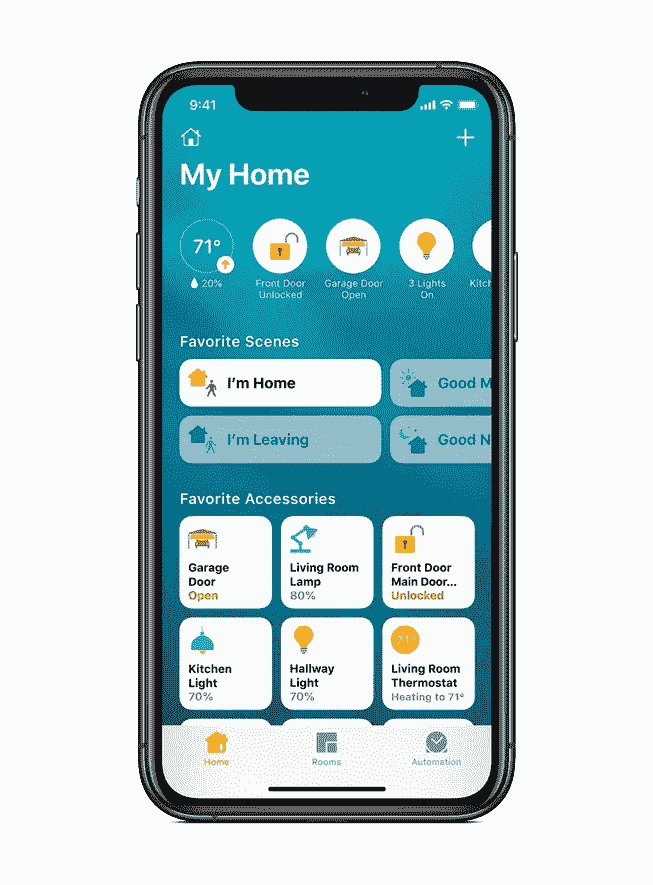 9:41
My Home
71°
20%
Front Door
Unlocked
Garage Door
Open
3 Lights
On
Kitch
Favorite Scenes
I'm Home
Good M
I'm Leaving
Good N
Favorite Accessories
Garage
Door
Open
Living Room
Lamp
80%
Front Door
Main Door...
Unlocked
Kitchen
Light
70%
Hallway
Light
70%
71°
Living Room
Thermostat
Heating to 71°
Home
Rooms
Automation